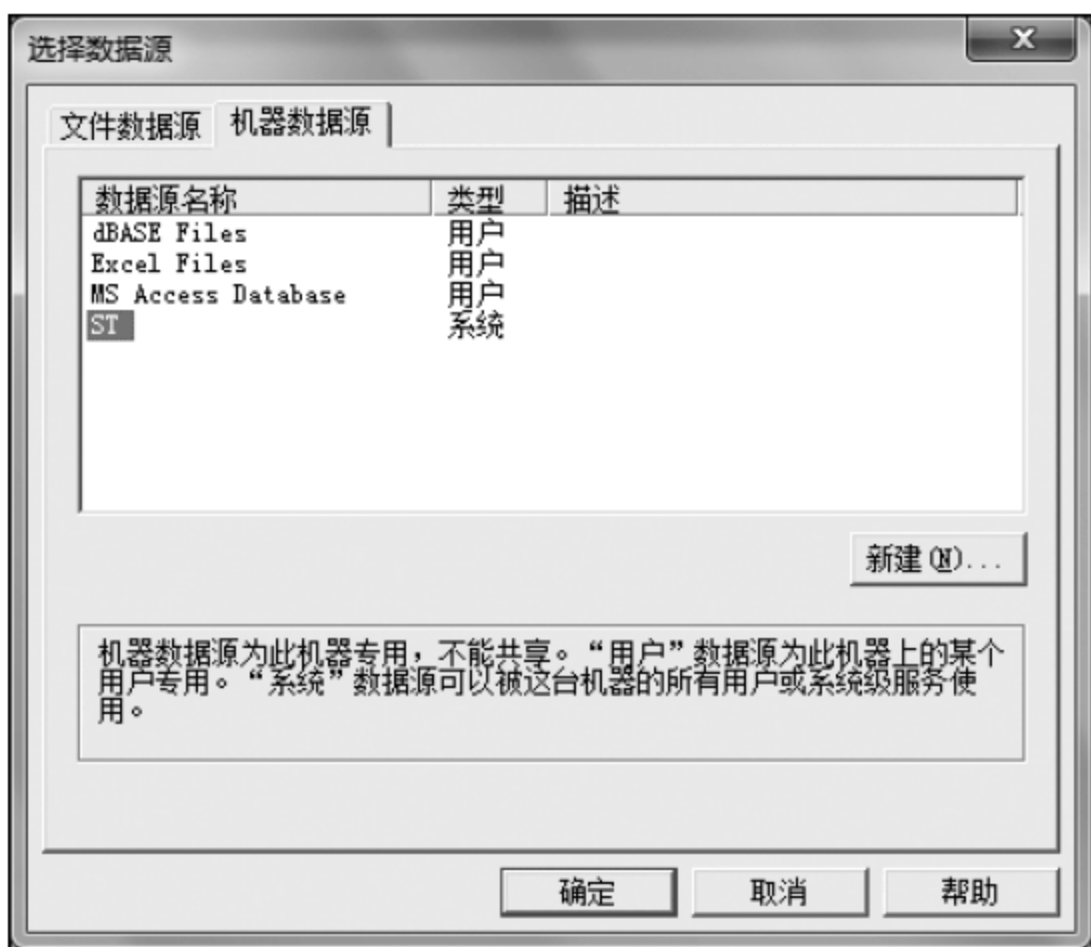 选择数据源
文件数据源 机器数据源
数据源名称 类型 描述
dBASE Files 用户
Excel Files 用户
MS Access Database 用户
ST 系统
新建(N)...
机器数据源为此机器专用，不能共享。“用户”数据源为此机器上的某个
用户专用。“系统”数据源可以被这台机器的所有用户或系统级服务使
用。
确定 取消 帮助